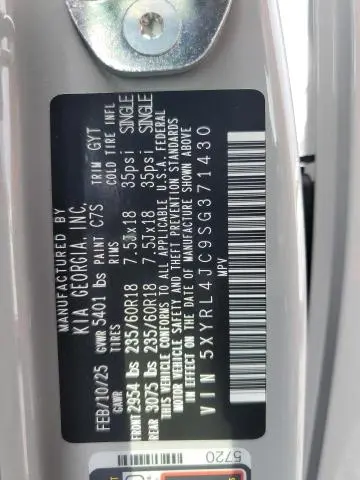 MANUFACTURED BY
KIA GEORGIA, INC.
FEB/10/25 GVWR 5401 lbs PAINT C7S TRIM GYT
GAWR TIRES RIMS COLD TIRE INFL
FRONT 2954 lbs 235/60R18 7.5Jx18 35psi SINGLE
REAR 3075 lbs 235/60R18 7.5Jx18 35psi SINGLE
THIS VEHICLE CONFORMS TO ALL APPLICABLE U.S.A. FEDERAL
MOTOR VEHICLE SAFETY AND THEFT PREVENTION STANDARDS
IN EFFECT ON THE DATE OF MANUFACTURE SHOWN ABOVE.
VIN 5XYRL4JC9SG371430
MPV
5720